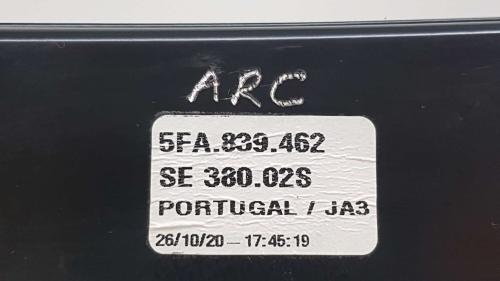 ARC
5FA.839.462
SE 380.02S
PORTUGAL / JA3
26/10/20 – 17:45:19